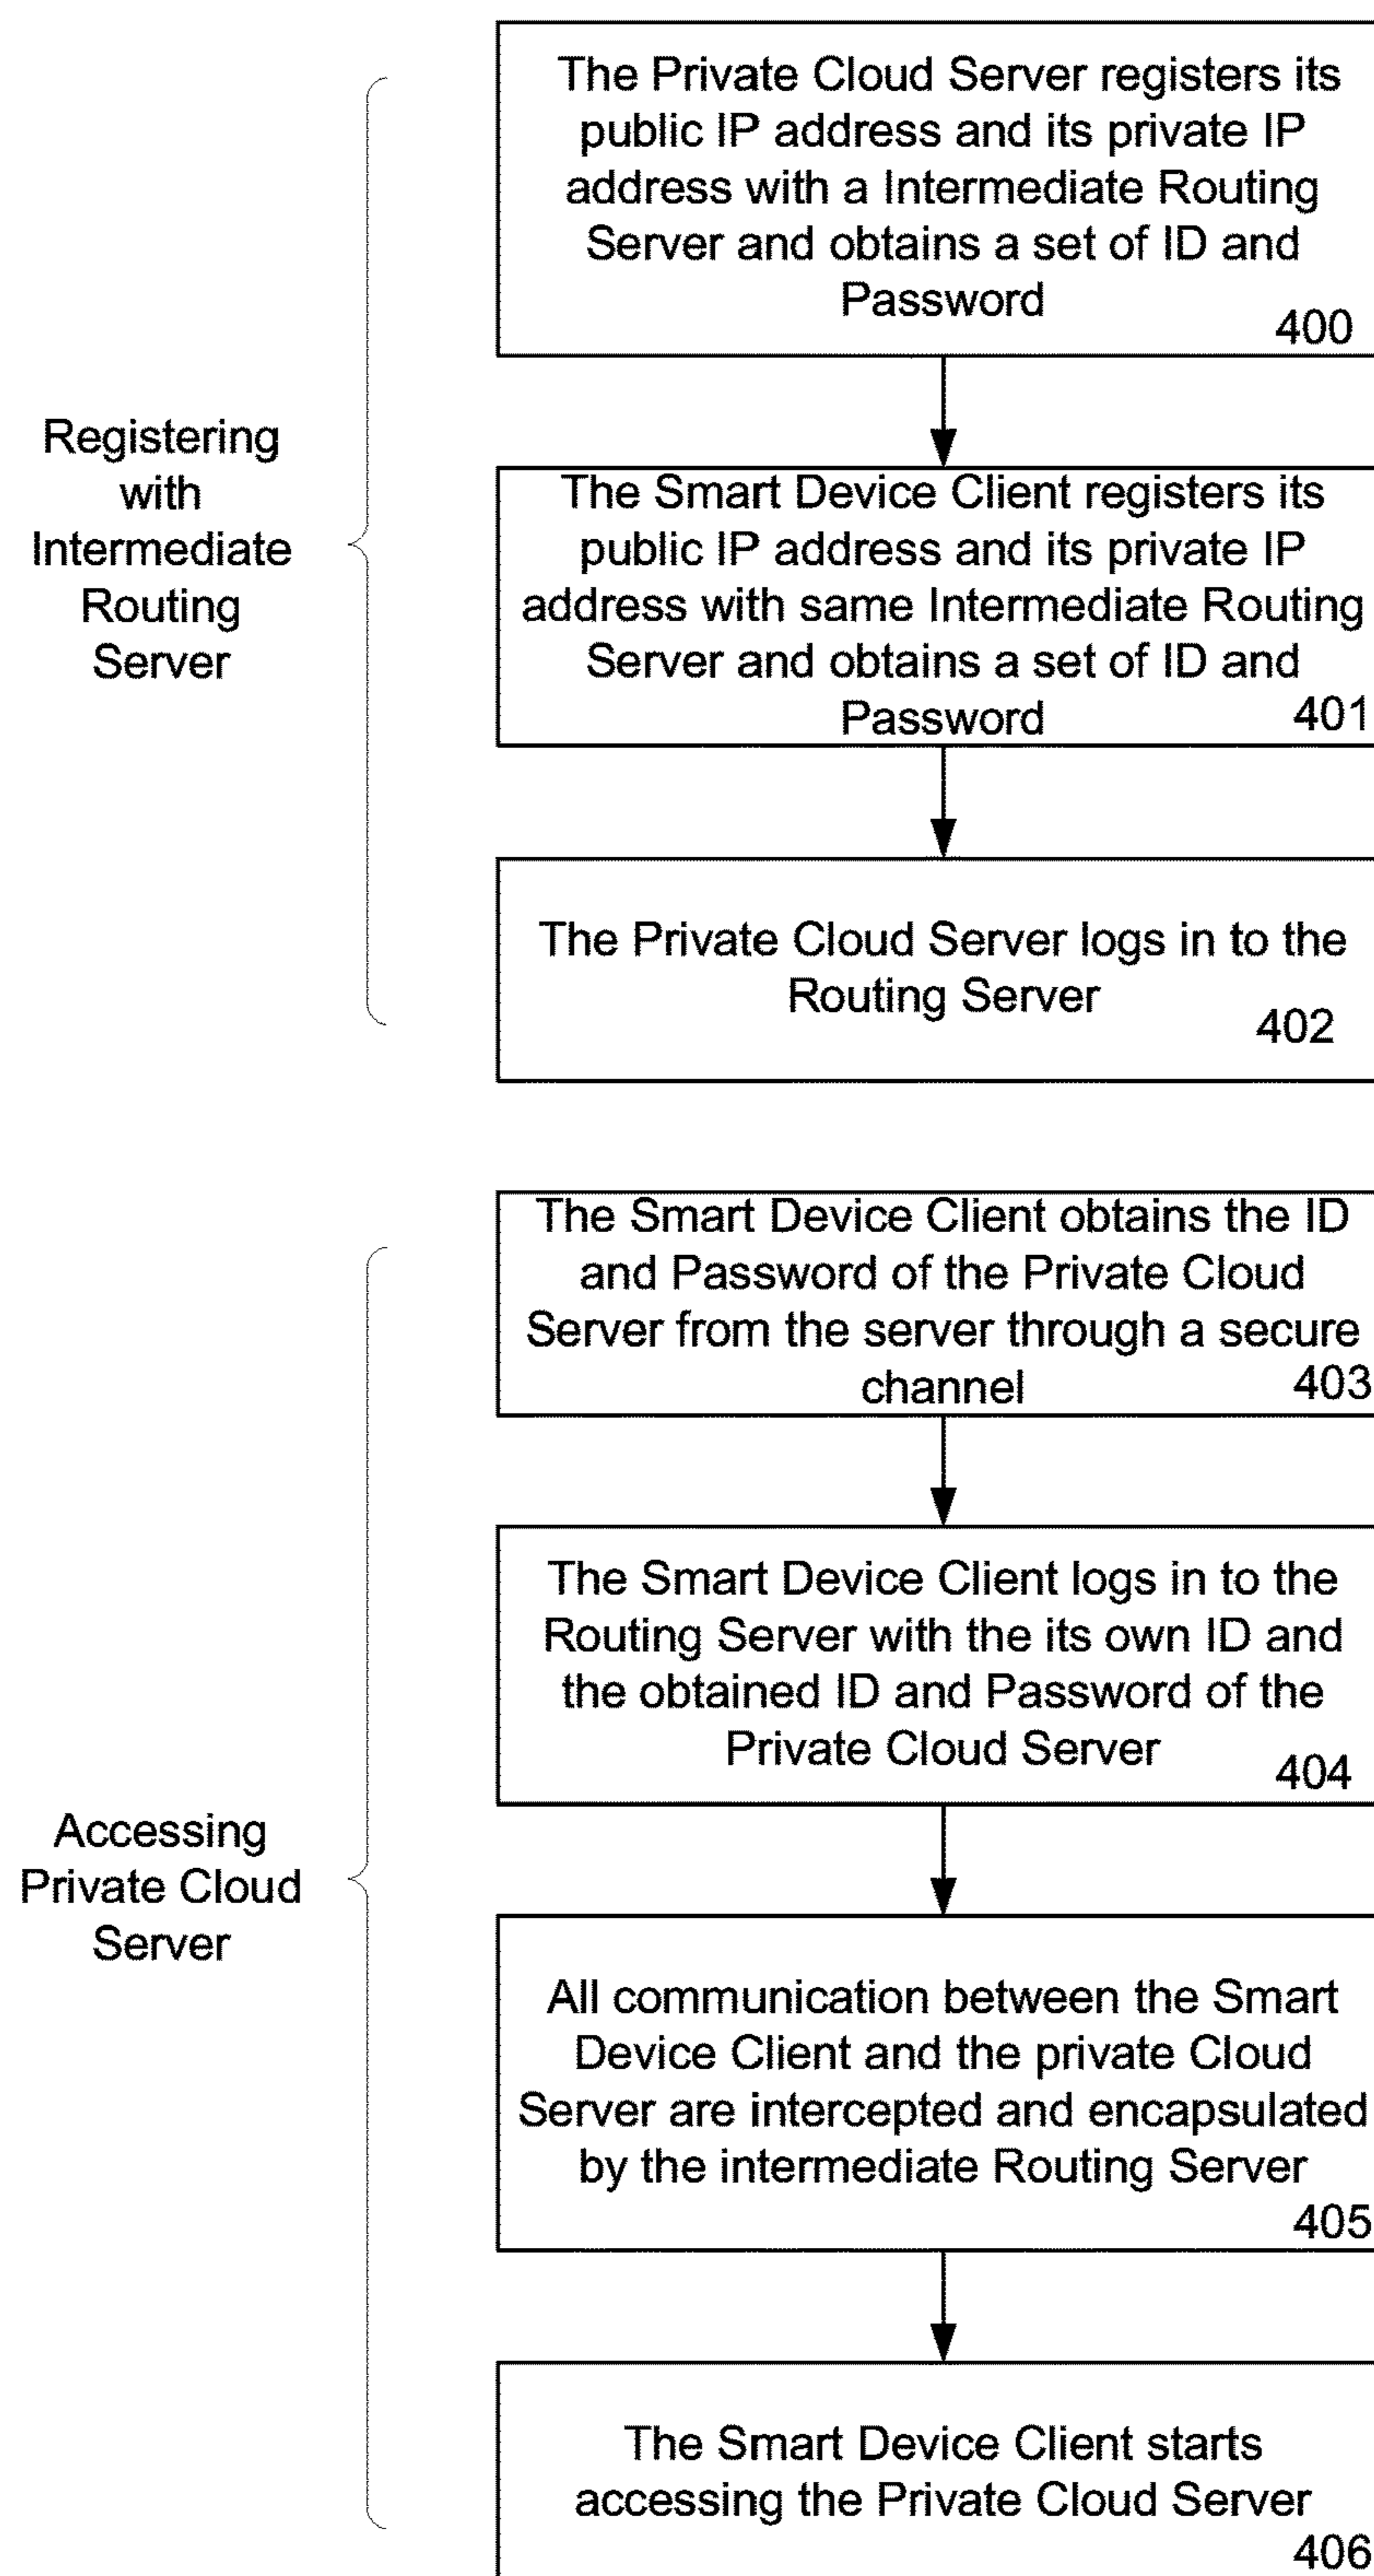 The Private Cloud Server registers its
public IP address and its private IP
address with a Intermediate Routing
Server and obtains a set of ID and
Password
400
Registering
with
Intermediate
Routing
Server
The Smart Device Client registers its
public IP address and its private IP
address with same Intermediate Routing
Server and obtains a set of ID and
Password
401
The Private Cloud Server logs in to the
Routing Server
402
The Smart Device Client obtains the ID
and Password of the Private Cloud
Server from the server through a secure
channel
403
The Smart Device Client logs in to the
Routing Server with the its own ID and
the obtained ID and Password of the
Private Cloud Server
404
Accessing
Private Cloud
Server
All communication between the Smart
Device Client and the private Cloud
Server are intercepted and encapsulated
by the intermediate Routing Server
405
The Smart Device Client starts
accessing the Private Cloud Server
406